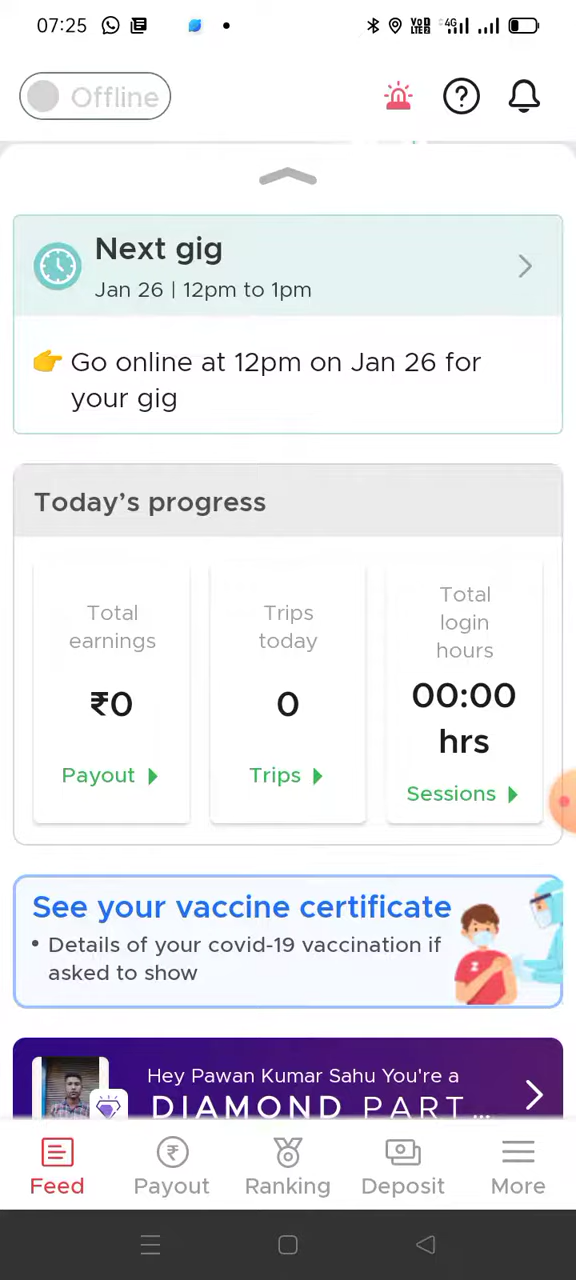 07:25
VoD LTE2 4G
Offline
Next gig
Jan 26 | 12pm to 1pm
👉 Go online at 12pm on Jan 26 for
your gig
Today's progress
Total
earnings
₹0
Payout
Trips
today
0
Trips
Total
login
hours
00:00
hrs
Sessions
See your vaccine certificate
• Details of your covid-19 vaccination if
asked to show
Hey Pawan Kumar Sahu You're a
DIAMOND PART...
Feed
Payout
Ranking
Deposit
More